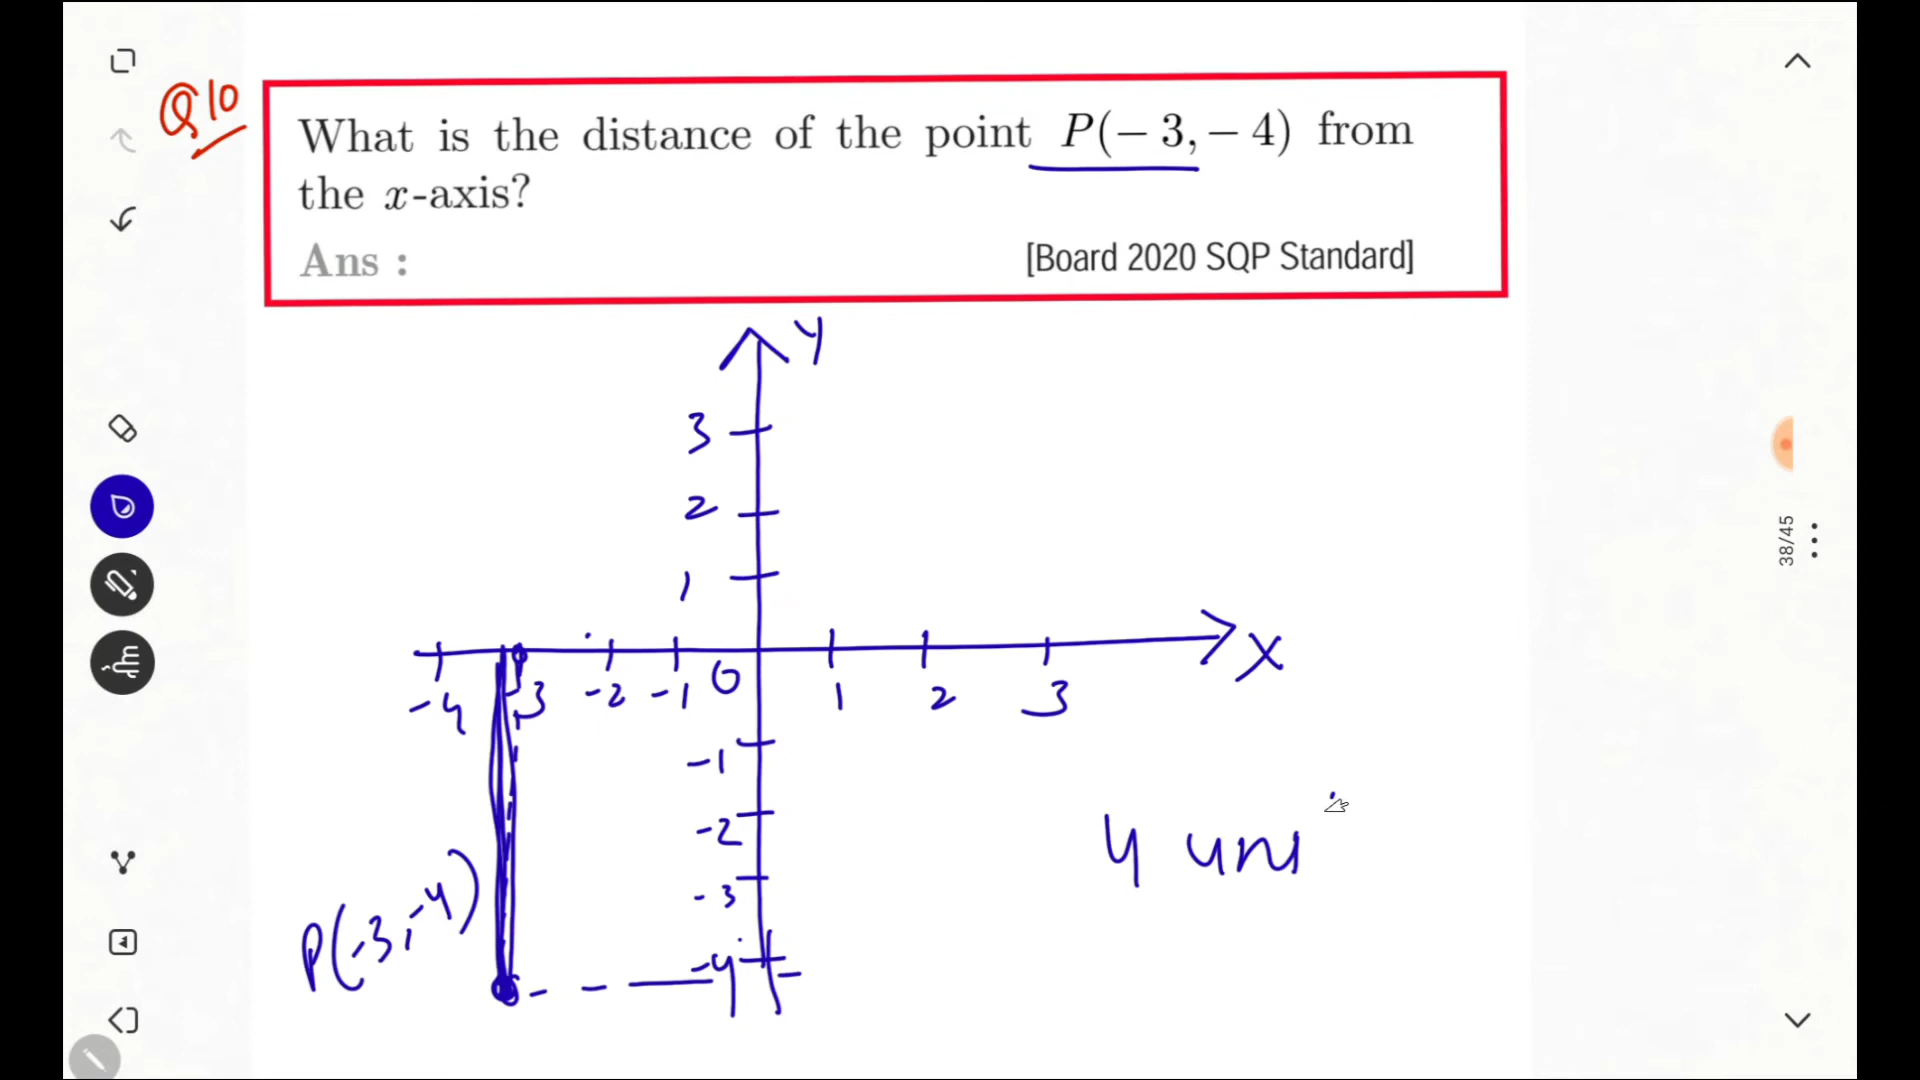 Q10
What is the distance of the point P(− 3, − 4) from
the x-axis?
Ans :
[Board 2020 SQP Standard]
Y
3
2
1
-4 -3 -2 -1 0 1 2 3
X
-1
-2
-3
-4
P(-3,-4)
4 uni
38/45